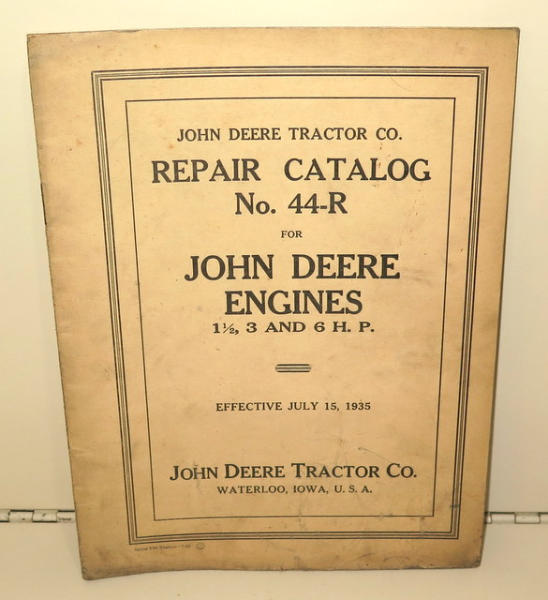 JOHN DEERE TRACTOR CO.
REPAIR CATALOG
No. 44-R
FOR
JOHN DEERE
ENGINES
1½, 3 AND 6 H. P.
EFFECTIVE JULY 15, 1935
JOHN DEERE TRACTOR CO.
WATERLOO, IOWA, U. S. A.